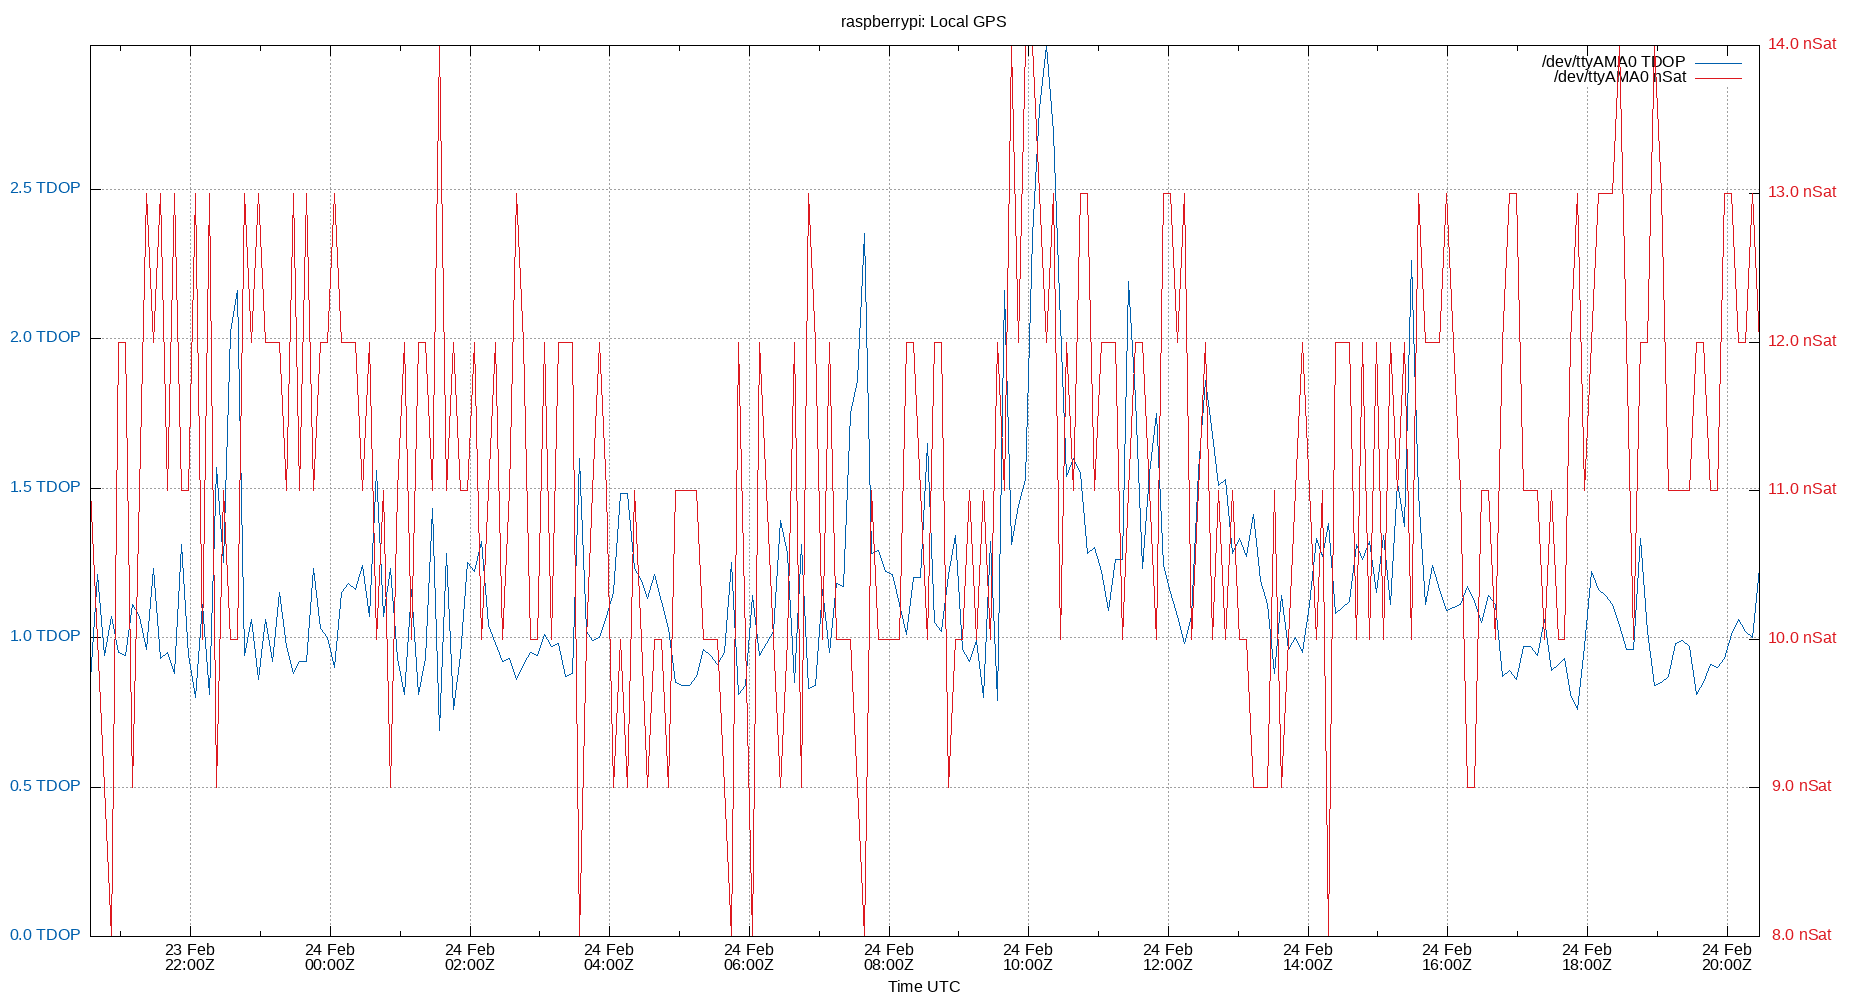 raspberrypi: Local GPS
14.0 nSat
/dev/ttyAMA0 TDOP
/dev/ttyAMA0 nSat
2.5 TDOP
13.0 nSat
2.0 TDOP
12.0 nSat
1.5 TDOP
11.0 nSat
1.0 TDOP
10.0 nSat
0.5 TDOP
9.0 nSat
0.0 TDOP
8.0 nSat
23 Feb
22:00Z
24 Feb
00:00Z
24 Feb
02:00Z
24 Feb
04:00Z
24 Feb
06:00Z
24 Feb
08:00Z
24 Feb
10:00Z
24 Feb
12:00Z
24 Feb
14:00Z
24 Feb
16:00Z
24 Feb
18:00Z
24 Feb
20:00Z
Time UTC